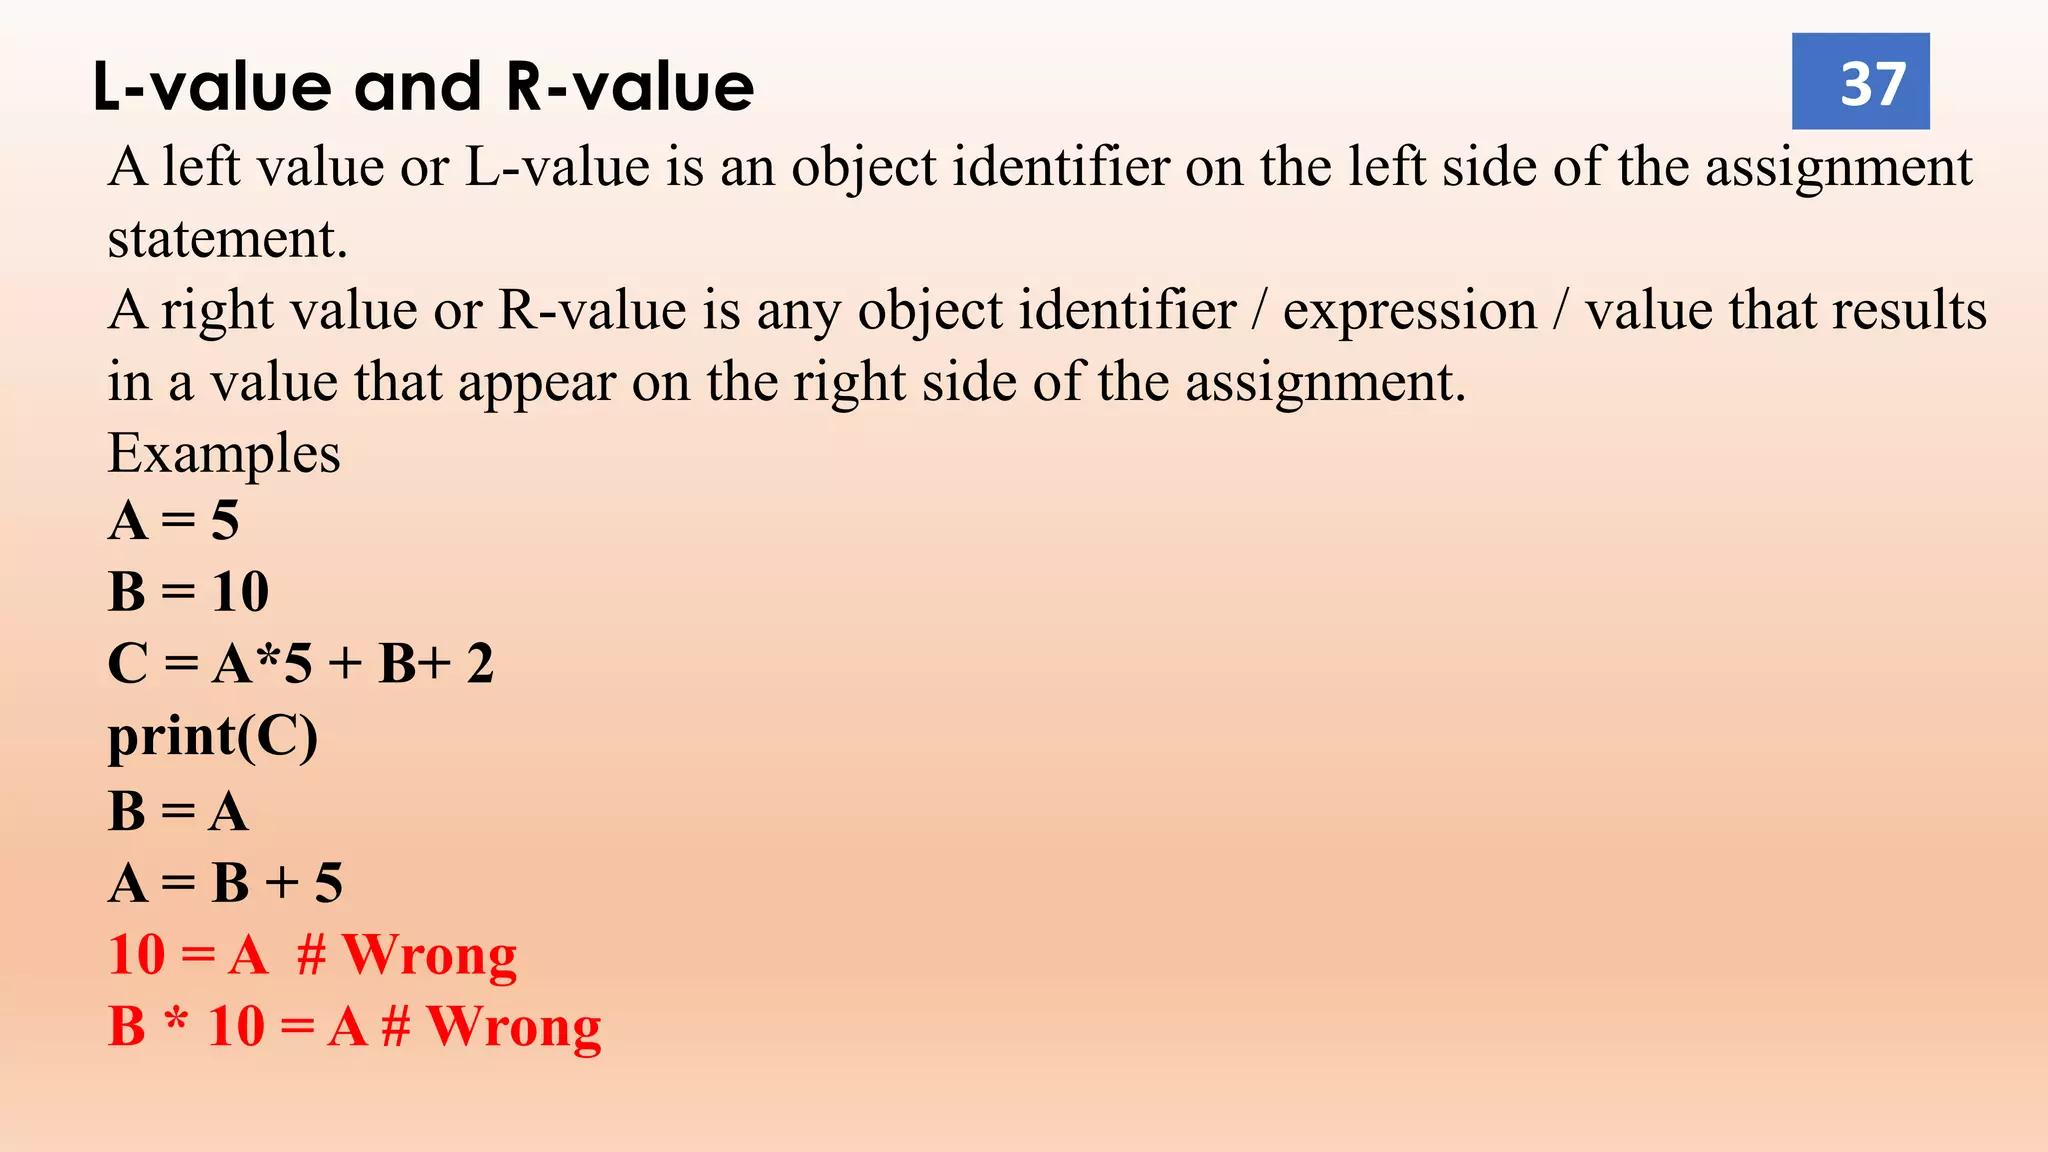 L-value and R-value
37
A left value or L-value is an object identifier on the left side of the assignment
statement.
A right value or R-value is any object identifier / expression / value that results
in a value that appear on the right side of the assignment.
Examples
A = 5
B = 10
C = A*5 + B+ 2
print(C)
B = A
A = B + 5
10 = A  # Wrong
B * 10 = A # Wrong